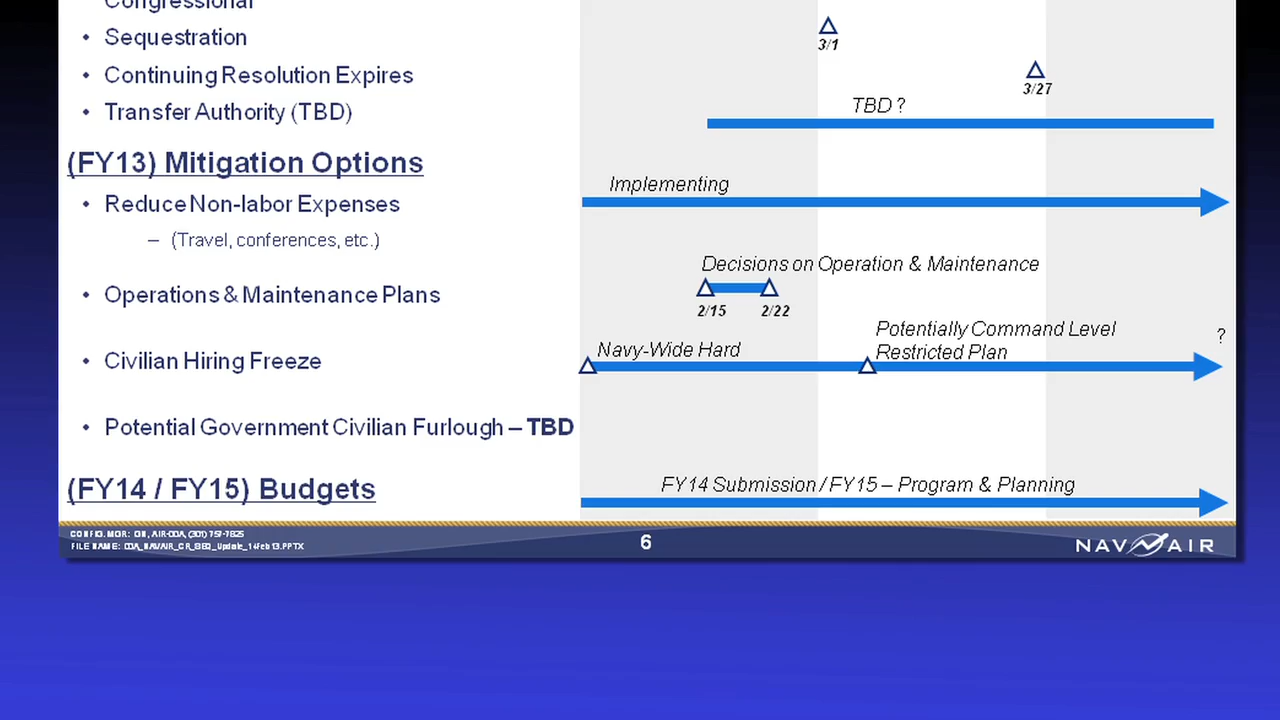 Congressional
• Sequestration
3/1
• Continuing Resolution Expires
3/27
• Transfer Authority (TBD)
TBD ?
(FY13) Mitigation Options
Implementing
• Reduce Non-labor Expenses
– (Travel, conferences, etc.)
Decisions on Operation & Maintenance
• Operations & Maintenance Plans
2/15 2/22
Potentially Command Level
Restricted Plan
?
Navy-Wide Hard
• Civilian Hiring Freeze
• Potential Government Civilian Furlough – TBD
(FY14 / FY15) Budgets
FY14 Submission / FY15 – Program & Planning
FILE NAME:
6
NAVAIR